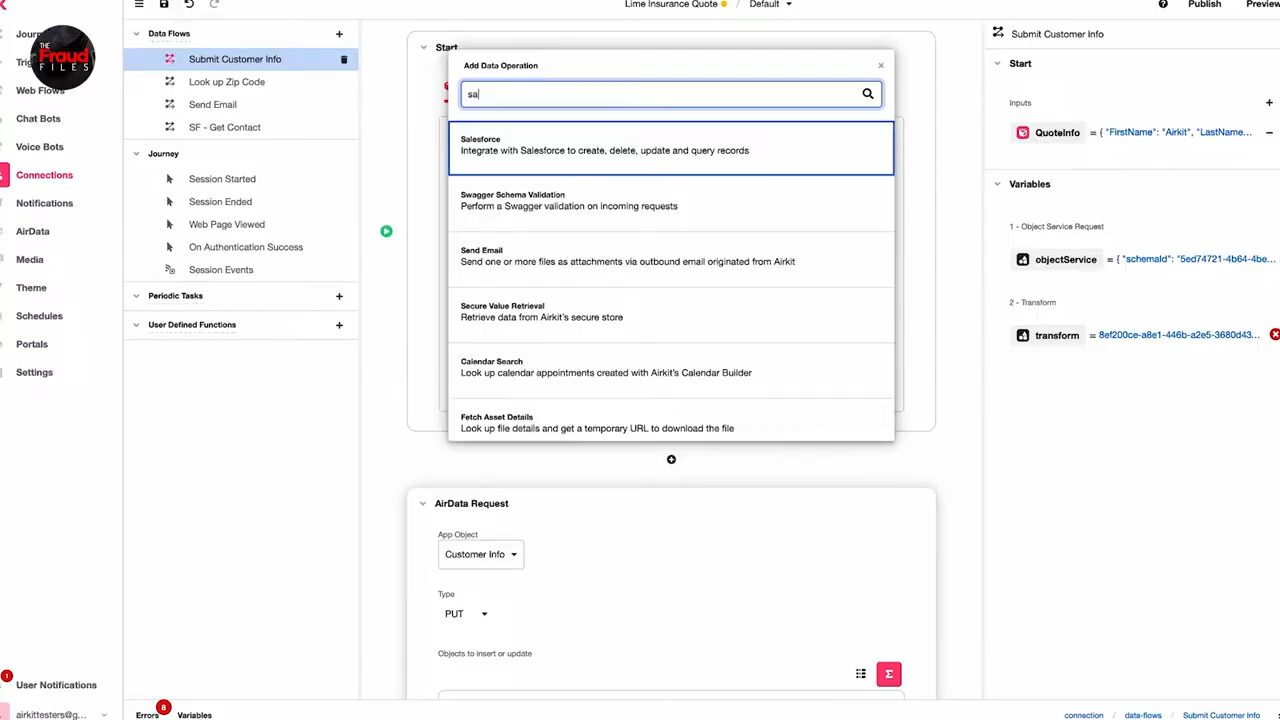 Lime Insurance Quote / Default
Publish
Preview
THE
Fraud
FILES
Web Flows
Chat Bots
Voice Bots
Connections
Notifications
AirData
Media
Theme
Schedules
Portals
Settings
1
User Notifications
airkittesters@g...
Data Flows
Submit Customer Info
Look up Zip Code
Send Email
SF - Get Contact
Journey
Session Started
Session Ended
Web Page Viewed
On Authentication Success
Session Events
Periodic Tasks
User Defined Functions
Start
Add Data Operation
sa
Salesforce
Integrate with Salesforce to create, delete, update and query records
Swagger Schema Validation
Perform a Swagger validation on incoming requests
Send Email
Send one or more files as attachments via outbound email originated from Airkit
Secure Value Retrieval
Retrieve data from Airkit's secure store
Calendar Search
Look up calendar appointments created with Airkit's Calendar Builder
Fetch Asset Details
Look up file details and get a temporary URL to download the file
AirData Request
App Object
Customer Info
Type
PUT
Objects to insert or update
Σ
Submit Customer Info
Start
Inputs
QuoteInfo = { "FirstName": "Airkit", "LastName...
Variables
1 - Object Service Request
objectService = { "schemaId": "5ed74721-4b64-4be...
2 - Transform
transform = 8ef200ce-a8e1-446b-a2e5-3680d43...
Errors 8 Variables
connection / data-flows / Submit Customer Info